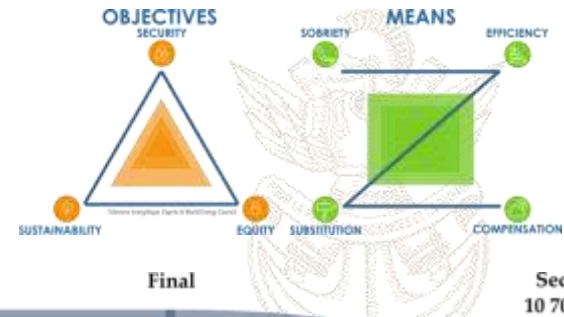 OBJECTIVES
SECURITY
SUSTAINABILITY
EQUITY
MEANS
SOBRIETY
EFFICIENCY
SUBSTITUTION
COMPENSATION
Final
Sec
10 70